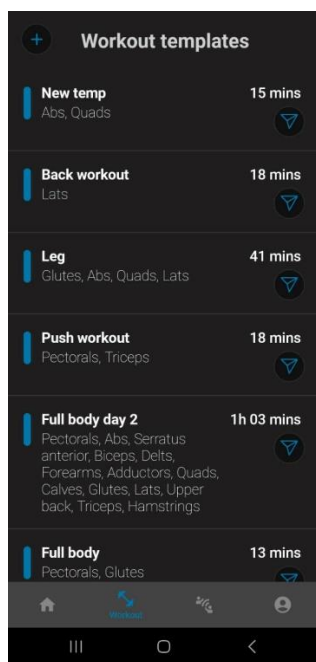 + Workout templates
New temp 15 mins
Abs, Quads
Back workout 18 mins
Lats
Leg 41 mins
Glutes, Abs, Quads, Lats
Push workout 18 mins
Pectorals, Triceps
Full body day 2 1h 03 mins
Pectorals, Abs, Serratus
anterior, Biceps, Delts,
Forearms, Adductors, Quads,
Calves, Glutes, Lats, Upper
back, Triceps, Hamstrings
Full body 13 mins
Pectorals, Glutes
Workout